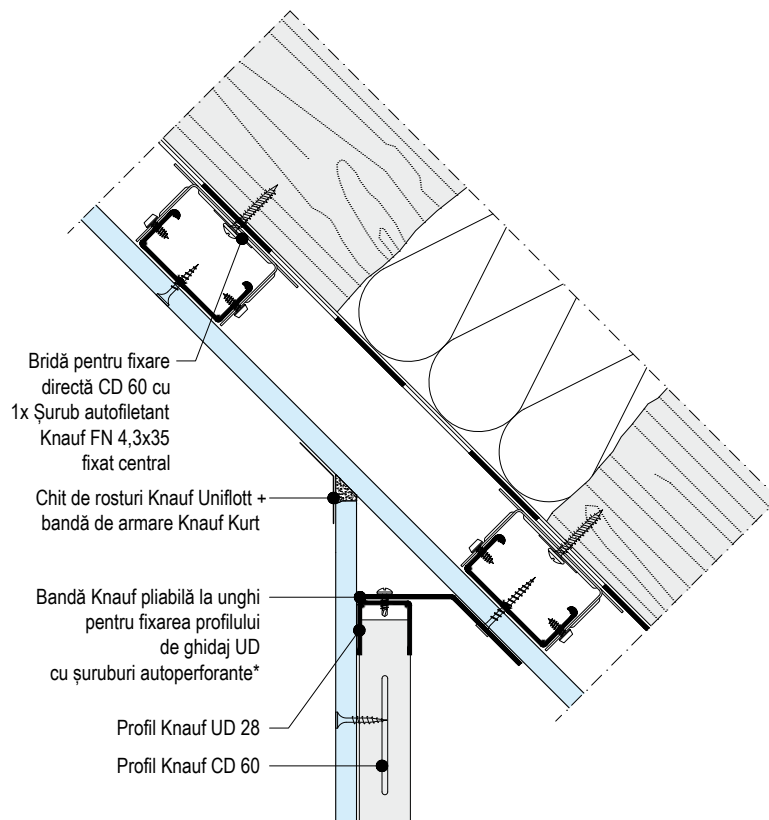 Bridă pentru fixare
directă CD 60 cu
1x Șurub autofiletant
Knauf FN 4,3x35
fixat central
Chit de rosturi Knauf Uniflott +
bandă de armare Knauf Kurt
Bandă Knauf pliabilă la unghi
pentru fixarea profilului
de ghidaj UD
cu șuruburi autoperforante*
Profil Knauf UD 28
Profil Knauf CD 60